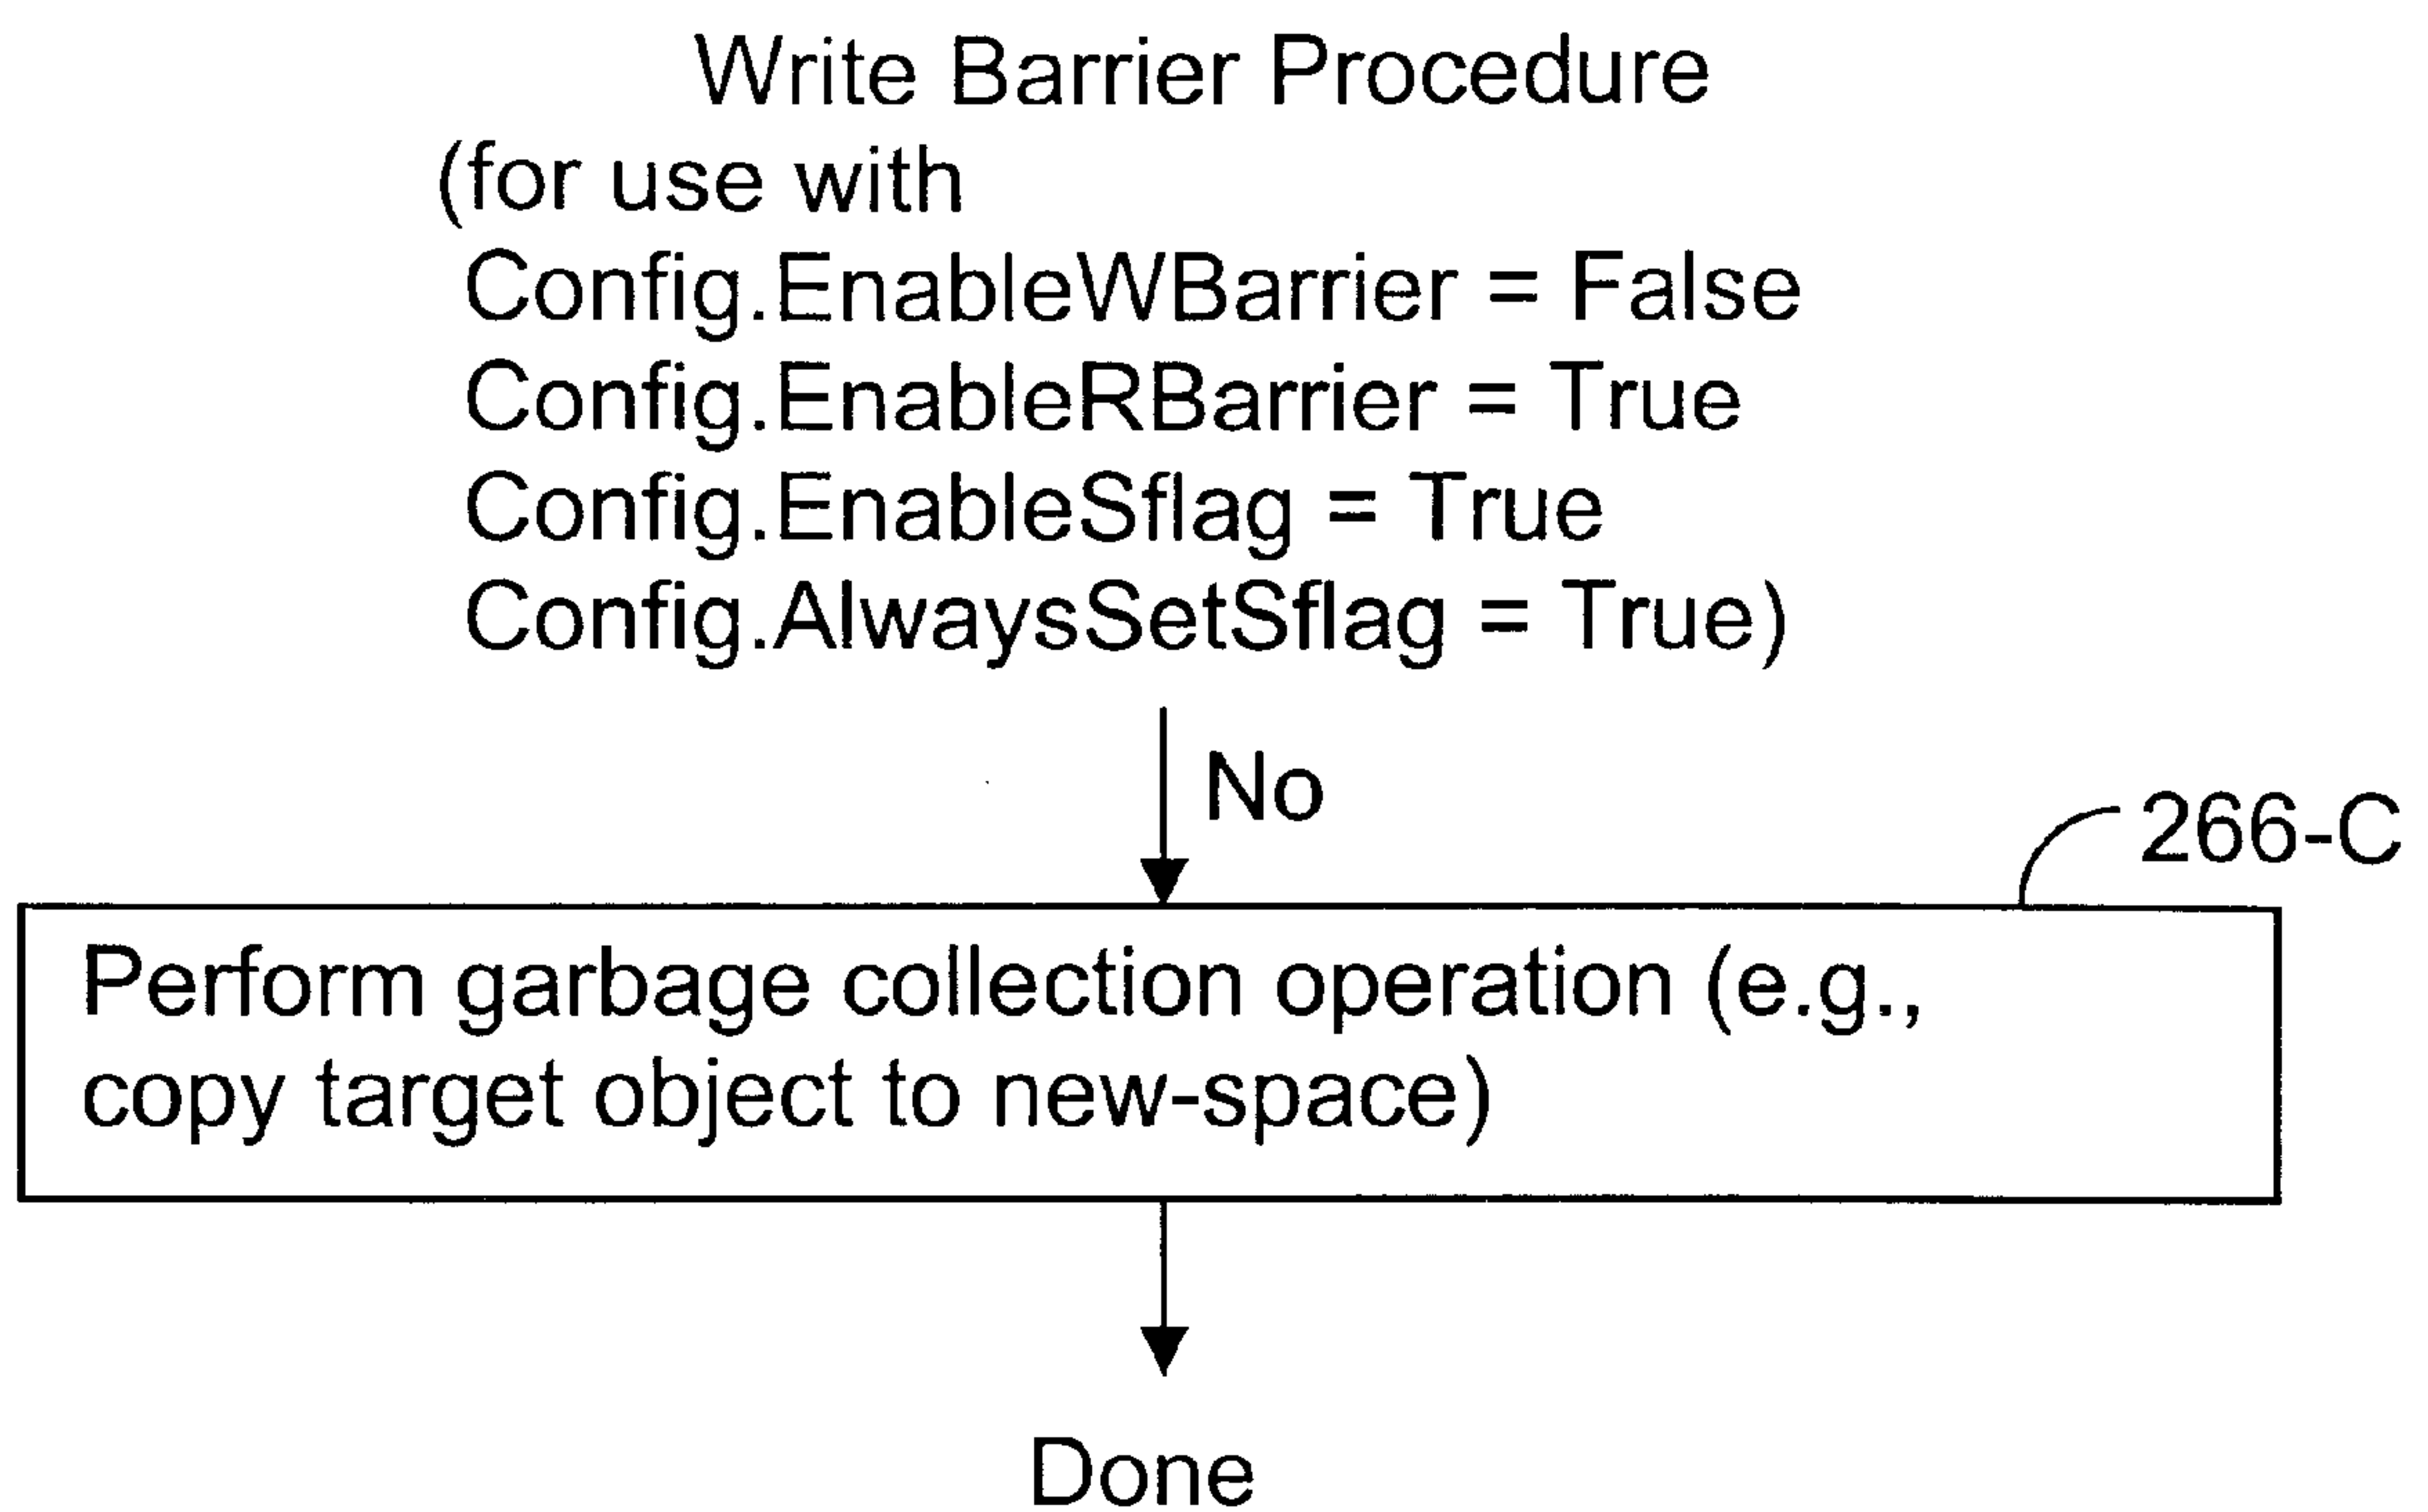 Write Barrier Procedure
(for use with
Config.EnableWBarrier = False
Config.EnableRBarrier = True
Config.EnableSflag = True
Config.AlwaysSetSflag = True)
No
266-C
Perform garbage collection operation (e.g.,
copy target object to new-space)
Done